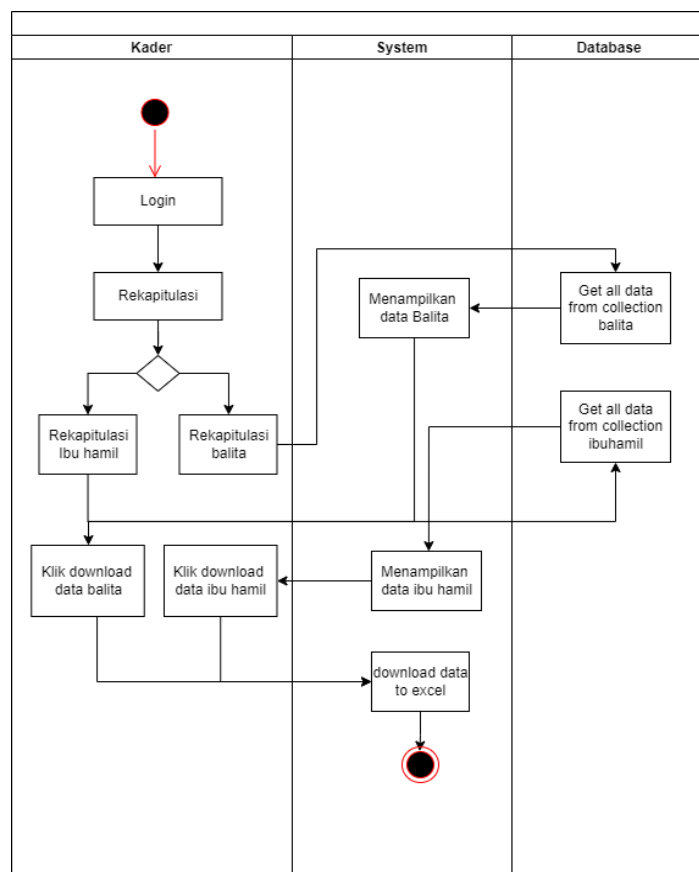 Kader
System
Database
Login
Rekapitulasi
Menampilkan
data Balita
Get all data
from collection
balita
Rekapitulasi
Ibu hamil
Rekapitulasi
balita
Get all data
from collection
ibuhamil
Klik download
data balita
Klik download
data ibu hamil
Menampilkan
data ibu hamil
download data
to excel